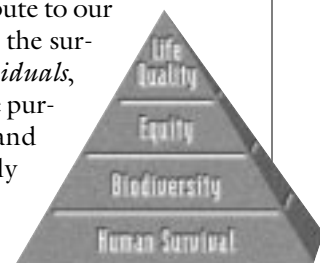 bute to our
the sur-
iduals,
pur-
and
ly
Life
Quality
Equity
Biodiversity
Human Survival